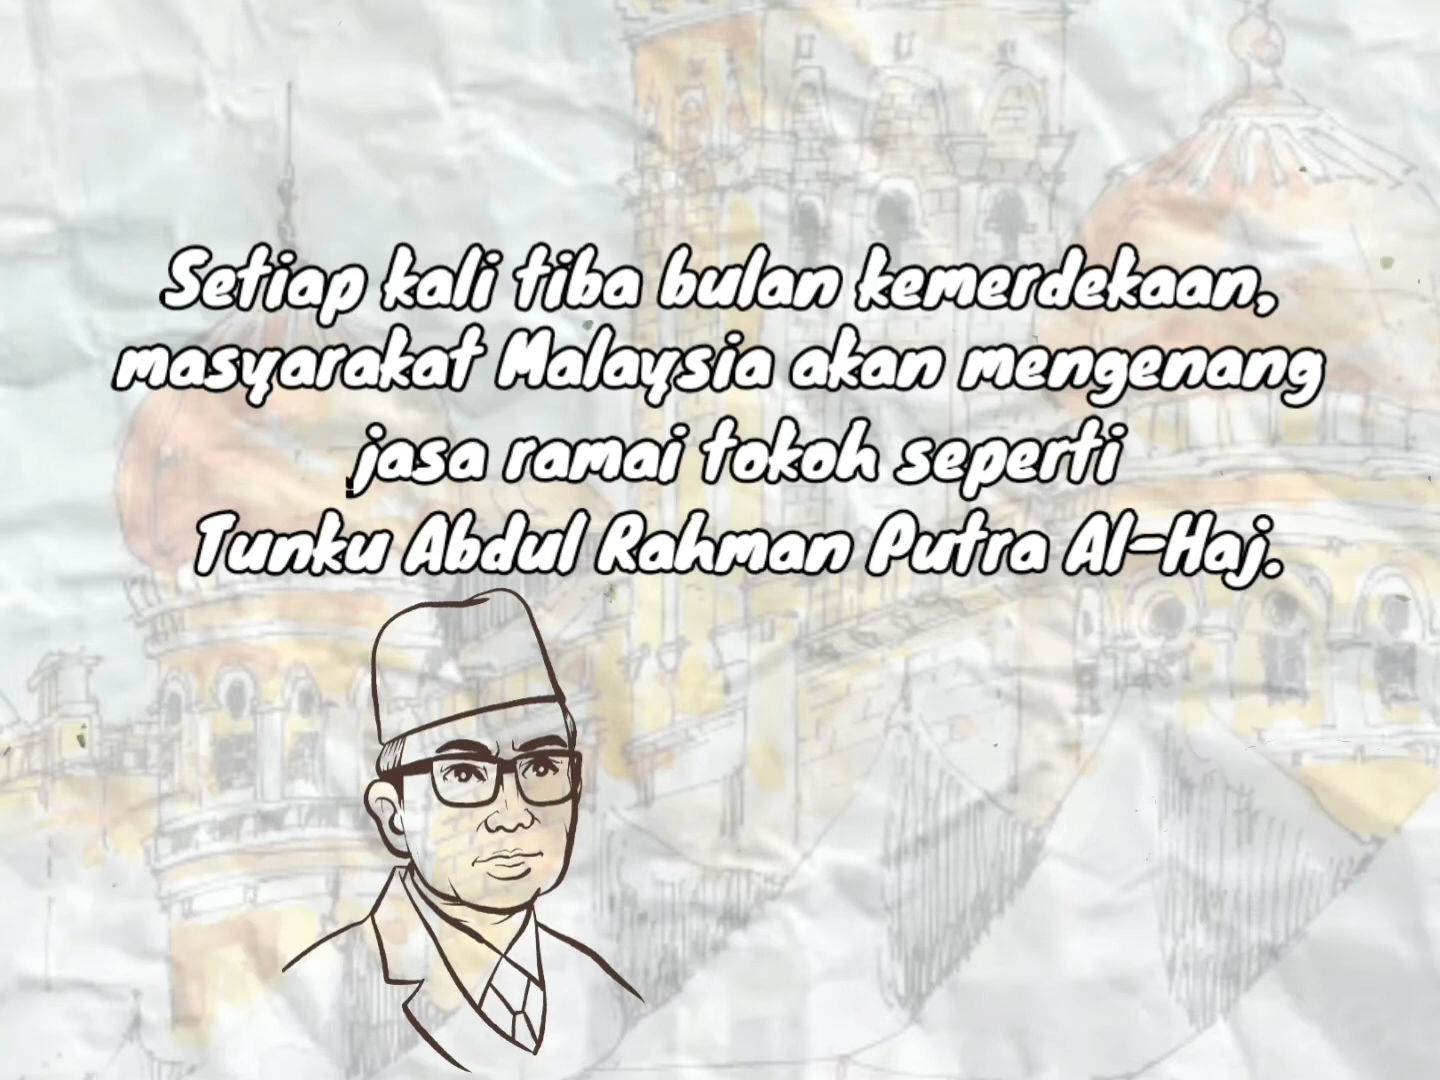 Setiap kali tiba bulan kemerdekaan,
masyarakat Malaysia akan mengenang
jasa ramai tokoh seperti
Tunku Abdul Rahman Putra Al-Haj.